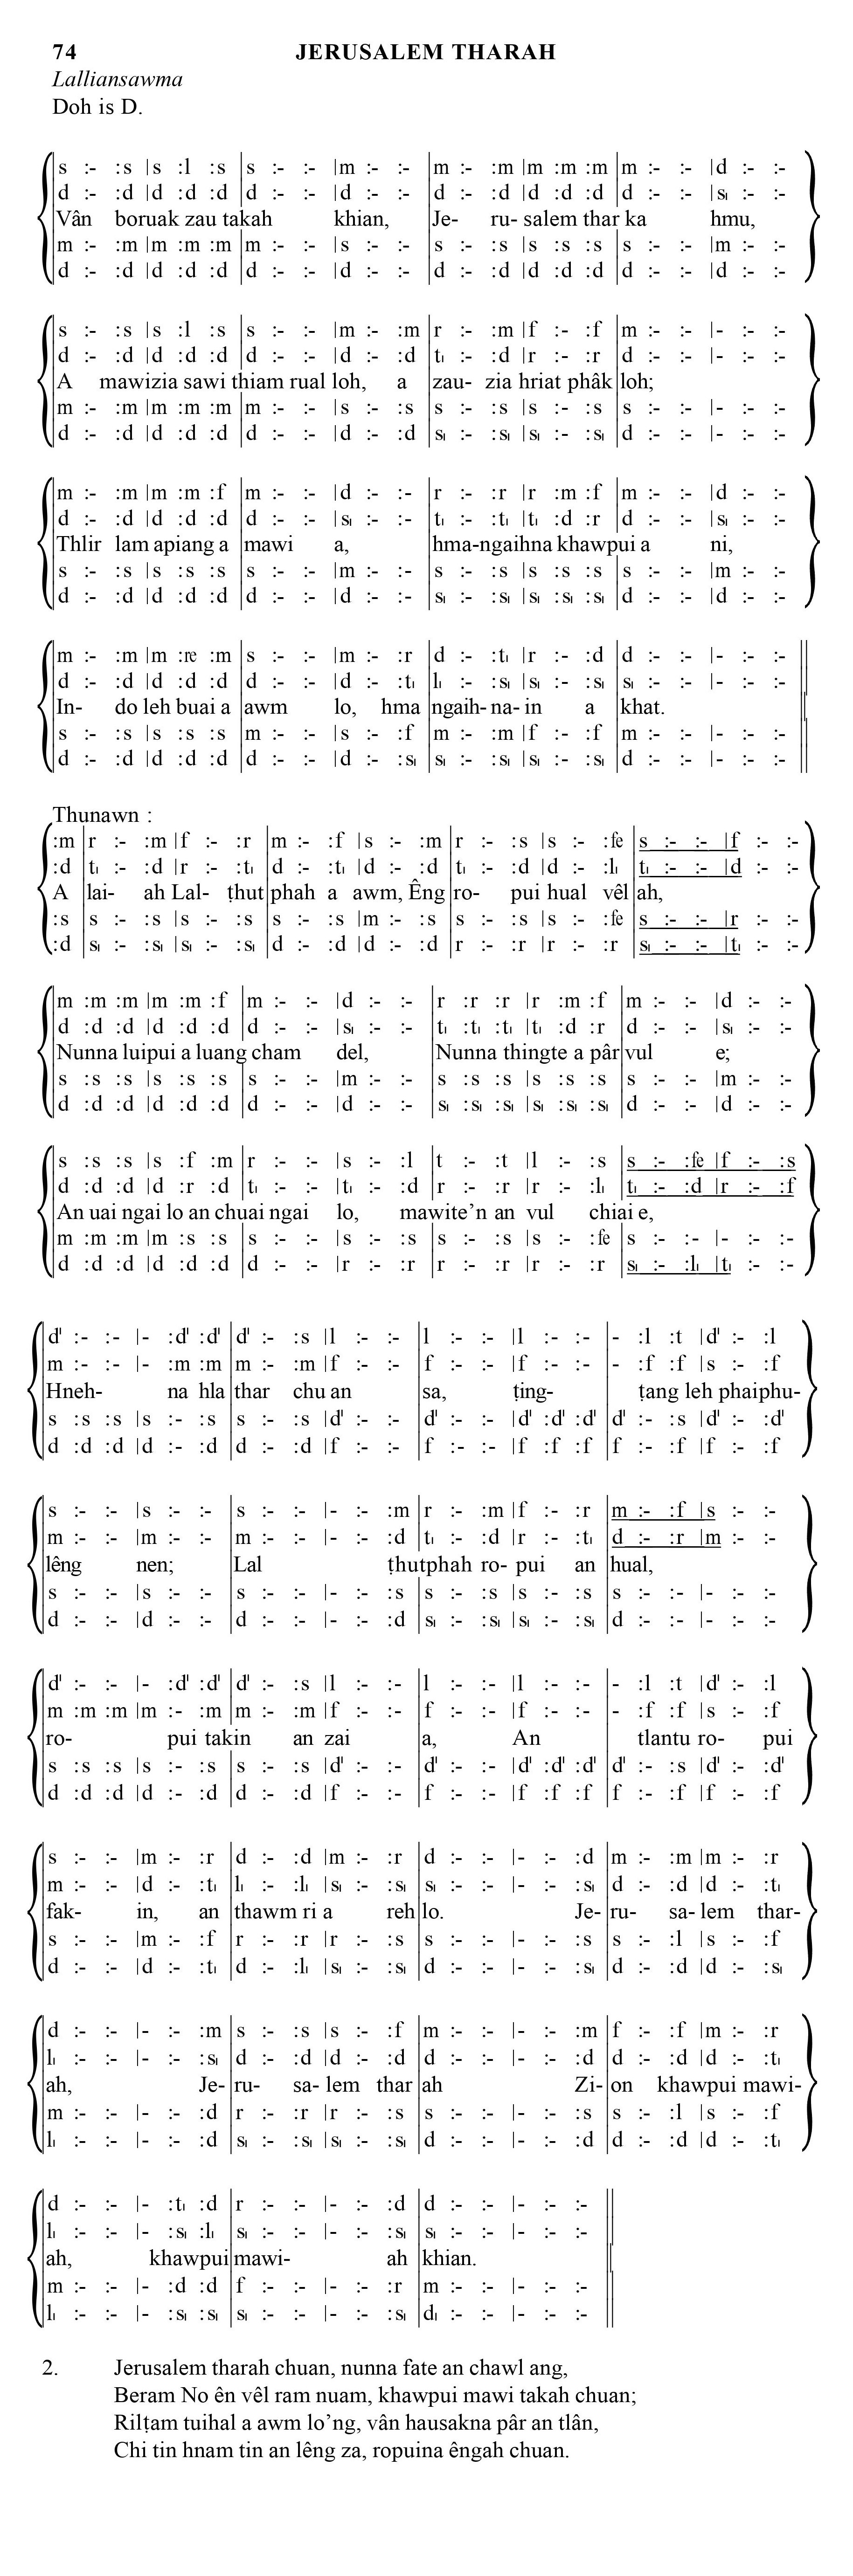 74 JERUSALEM THARAH
Lalliansawma
Doh is D.
s :- :s |s :l :s |s :- :- |m :- :- |m :- :m |m :m :m |m :- :- |d :- :-
d :- :d |d :d :d |d :- :- |d :- :- |d :- :d |d :d :d |d :- :- |s₁ :- :-
Vân boruak zau takah khian, Je- ru- salem thar ka hmu,
m :- :m |m :m :m |m :- :- |s :- :- |s :- :s |s :s :s |s :- :- |m :- :-
d :- :d |d :d :d |d :- :- |d :- :- |d :- :d |d :d :d |d :- :- |d :- :-
s :- :s |s :l :s |s :- :- |m :- :m |r :- :m |f :- :f |m :- :- |- :- :-
d :- :d |d :d :d |d :- :- |d :- :d |t₁ :- :d |r :- :r |d :- :- |- :- :-
A mawizia sawi thiam rual loh, a zau- zia hriat phâk loh;
m :- :m |m :m :m |m :- :- |s :- :s |s :- :s |s :- :s |s :- :- |- :- :-
d :- :d |d :d :d |d :- :- |d :- :d |s₁ :- :s₁ |s₁ :- :s₁ |d :- :- |- :- :-
m :- :m |m :m :f |m :- :- |d :- :- |r :- :r |r :m :f |m :- :- |d :- :-
d :- :d |d :d :d |d :- :- |s₁ :- :- |t₁ :- :t₁ |t₁ :d :r |d :- :- |s₁ :- :-
Thlir lam apiang a mawi a, hma-ngaihna khawpui a ni,
s :- :s |s :s :s |s :- :- |m :- :- |s :- :s |s :s :s |s :- :- |m :- :-
d :- :d |d :d :d |d :- :- |d :- :- |s₁ :- :s₁ |s₁ :s₁ :s₁ |d :- :- |d :- :-
m :- :m |m :re :m |s :- :- |m :- :r |d :- :t₁ |r :- :d |d :- :- |- :- :-
d :- :d |d :d :d |d :- :- |d :- :t₁ |l₁ :- :s₁ |s₁ :- :s₁ |s₁ :- :- |- :- :-
In- do leh buai a awm lo, hma ngaih- na- in a khat.
s :- :s |s :s :s |m :- :- |s :- :f |m :- :m |f :- :f |m :- :- |- :- :-
d :- :d |d :d :d |d :- :- |d :- :s₁ |s₁ :- :s₁ |s₁ :- :s₁ |d :- :- |- :- :-
Thunawn :
:m |r :- :m |f :- :r |m :- :f |s :- :m |r :- :s |s :- :fe |s :- :- |f :- :-
:d |t₁ :- :d |r :- :t₁ |d :- :t₁ |d :- :d |t₁ :- :d |d :- :l₁ |t₁ :- :- |d :- :-
A lai- ah Lal- ṭhut phah a awm, Êng ro- pui hual vêl ah,
:s |s :- :s |s :- :s |s :- :s |m :- :s |s :- :s |s :- :fe |s :- :- |r :- :-
:d |s₁ :- :s₁ |s₁ :- :s₁ |d :- :d |d :- :d |r :- :r |r :- :r |s₁ :- :- |t₁ :- :-
m :m :m |m :m :f |m :- :- |d :- :- |r :r :r |r :m :f |m :- :- |d :- :-
d :d :d |d :d :d |d :- :- |s₁ :- :- |t₁ :t₁ :t₁ |t₁ :d :r |d :- :- |s₁ :- :-
Nunna luipui a luang cham del, Nunna thingte a pâr vul e;
s :s :s |s :s :s |s :- :- |m :- :- |s :s :s |s :s :s |s :- :- |m :- :-
d :d :d |d :d :d |d :- :- |d :- :- |s₁ :s₁ :s₁ |s₁ :s₁ :s₁ |d :- :- |d :- :-
s :s :s |s :f :m |r :- :- |s :- :l |t :- :t |l :- :s |s :- :fe |f :- :s
d :d :d |d :r :d |t₁ :- :- |t₁ :- :d |r :- :r |r :- :l₁ |t₁ :- :d |r :- :f
An uai ngai lo an chuai ngai lo, mawite’n an vul chiai e,
m :m :m |m :s :s |s :- :- |s :- :s |s :- :s |s :- :fe |s :- :- |- :- :-
d :d :d |d :d :d |d :- :- |r :- :r |r :- :r |r :- :r |s₁ :- :l₁ |t₁ :- :-
d' :- :- |- :d' :d' |d' :- :s |l :- :- |l :- :- |l :- :- |- :l :t |d' :- :l
m :- :- |- :m :m |m :- :m |f :- :- |f :- :- |f :- :- |- :f :f |s :- :f
Hneh- na hla thar chu an sa, ṭing- ṭang leh phaiphu-
s :s :s |s :- :s |s :- :s |d' :- :- |d' :- :- |d' :d' :d' |d' :- :s |d' :- :d'
d :d :d |d :- :d |d :- :d |f :- :- |f :- :- |f :f :f |f :- :f |f :- :f
s :- :- |s :- :- |s :- :- |- :- :m |r :- :m |f :- :r |m :- :f |s :- :-
m :- :- |m :- :- |m :- :- |- :- :d |t₁ :- :d |r :- :t₁ |d :- :r |m :- :-
lêng nen; Lal ṭhutphah ro- pui an hual,
s :- :- |s :- :- |s :- :- |- :- :s |s :- :s |s :- :s |s :- :- |- :- :-
d :- :- |d :- :- |d :- :- |- :- :d |s₁ :- :s₁ |s₁ :- :s₁ |d :- :- |- :- :-
d' :- :- |- :d' :d' |d' :- :s |l :- :- |l :- :- |l :- :- |- :l :t |d' :- :l
m :m :m |m :- :m |m :- :m |f :- :- |f :- :- |f :- :- |- :f :f |s :- :f
ro- pui takin an zai a, An tlantu ro- pui
s :s :s |s :- :s |s :- :s |d' :- :- |d' :- :- |d' :d' :d' |d' :- :s |d' :- :d'
d :d :d |d :- :d |d :- :d |f :- :- |f :- :- |f :f :f |f :- :f |f :- :f
s :- :- |m :- :r |d :- :d |m :- :r |d :- :- |- :- :d |m :- :m |m :- :r
m :- :- |d :- :t₁ |l₁ :- :l₁ |s₁ :- :s₁ |s₁ :- :- |- :- :s₁ |d :- :d |d :- :t₁
fak- in, an thawm ri a reh lo. Je- ru- sa- lem thar-
s :- :- |m :- :f |r :- :r |r :- :s |s :- :- |- :- :s |s :- :l |s :- :f
d :- :- |d :- :t₁ |d :- :l₁ |s₁ :- :s₁ |d :- :- |- :- :s₁ |d :- :d |d :- :s₁
d :- :- |- :- :m |s :- :s |s :- :f |m :- :- |- :- :m |f :- :f |m :- :r
l₁ :- :- |- :- :s₁ |d :- :d |d :- :d |d :- :- |- :- :d |d :- :d |d :- :t₁
ah, Je- ru- sa- lem thar ah Zi- on khawpui mawi-
m :- :- |- :- :d |r :- :r |r :- :s |s :- :- |- :- :s |s :- :l |s :- :f
l₁ :- :- |- :- :d |s₁ :- :s₁ |s₁ :- :s₁ |d :- :- |- :- :d |d :- :d |d :- :t₁
d :- :- |- :t₁ :d |r :- :- |- :- :d |d :- :- |- :- :-
l₁ :- :- |- :s₁ :l₁ |s₁ :- :- |- :- :s₁ |s₁ :- :- |- :- :-
ah, khawpui mawi- ah khian.
m :- :- |- :d :d |f :- :- |- :- :r |m :- :- |- :- :-
l₁ :- :- |- :s₁ :s₁ |s₁ :- :- |- :- :s₁ |d₁ :- :- |- :- :-
2. Jerusalem tharah chuan, nunna fate an chawl ang,
Beram No ên vêl ram nuam, khawpui mawi takah chuan;
Rilṭam tuihal a awm lo’ng, vân hausakna pâr an tlân,
Chi tin hnam tin an lêng za, ropuina êngah chuan.